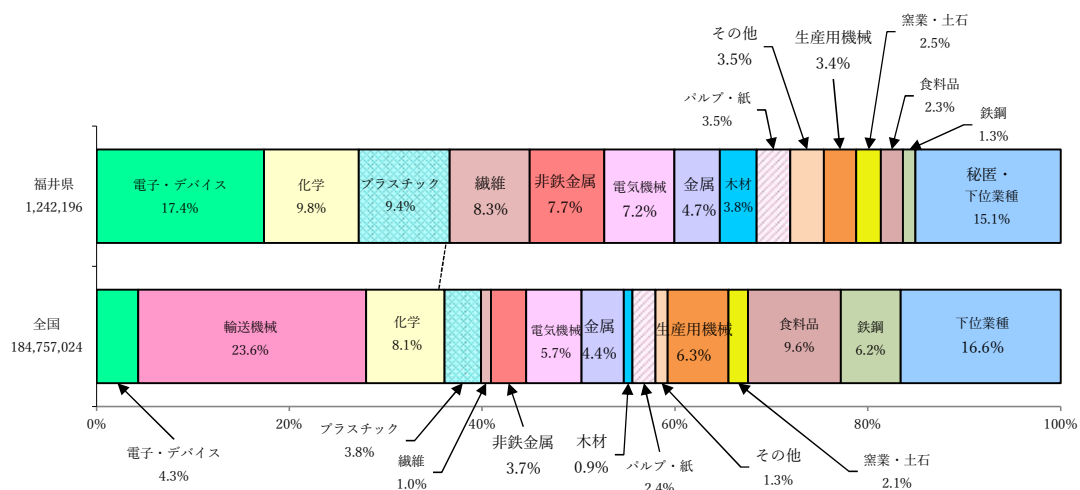 その他
3.5%
生産用機械
3.4%
窯業・土石
2.5%
パルプ・紙
3.5%
食料品
2.3%
鉄鋼
1.3%
福井県
1,242,196
電子・デバイス
17.4%
化学
9.8%
プラスチック
9.4%
繊維
8.3%
非鉄金属
7.7%
電気機械
7.2%
金属
4.7%
木材
3.8%
秘匿・
下位業種
15.1%
全国
184,757,024
輸送機械
23.6%
化学
8.1%
電気機械
5.7%
金属
4.4%
生産用機械
6.3%
食料品
9.6%
鉄鋼
6.2%
下位業種
16.6%
0%
20%
40%
60%
80%
100%
電子・デバイス
4.3%
プラスチック
3.8%
繊維
1.0%
非鉄金属
3.7%
木材
0.9%
パルプ・紙
2.4%
その他
1.3%
窯業・土石
2.1%